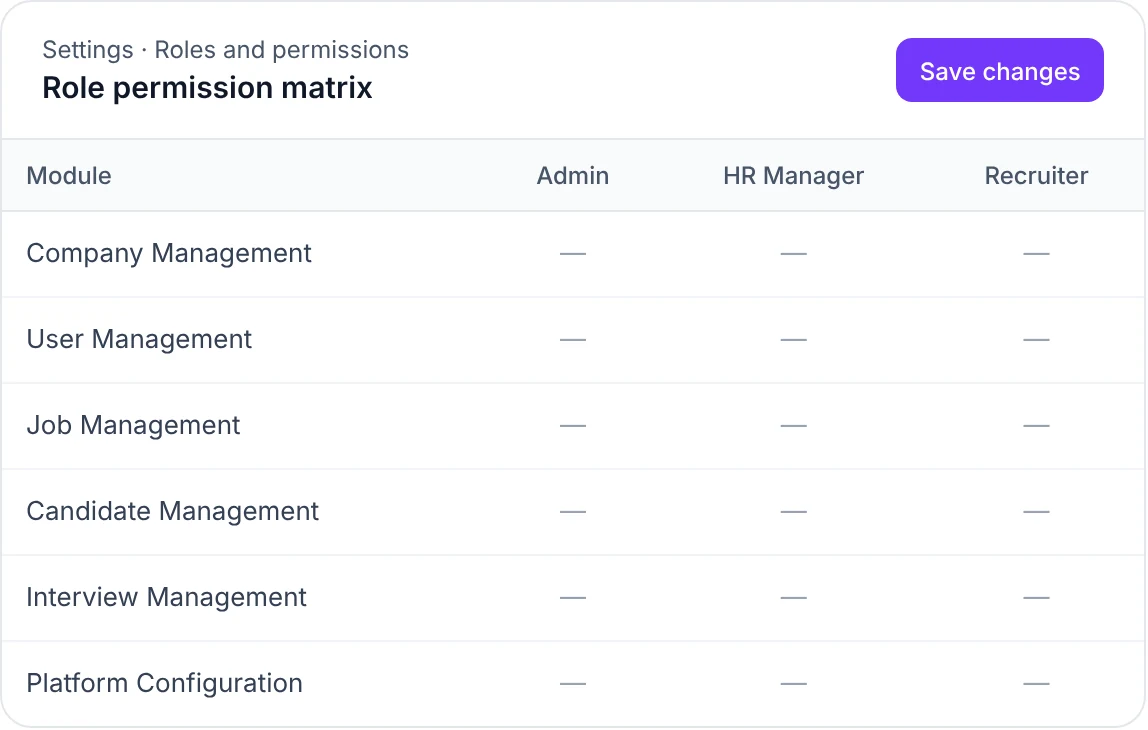 Settings · Roles and permissions
Role permission matrix
Save changes
Module Admin HR Manager Recruiter
Company Management — — —
User Management — — —
Job Management — — —
Candidate Management — — —
Interview Management — — —
Platform Configuration — — —